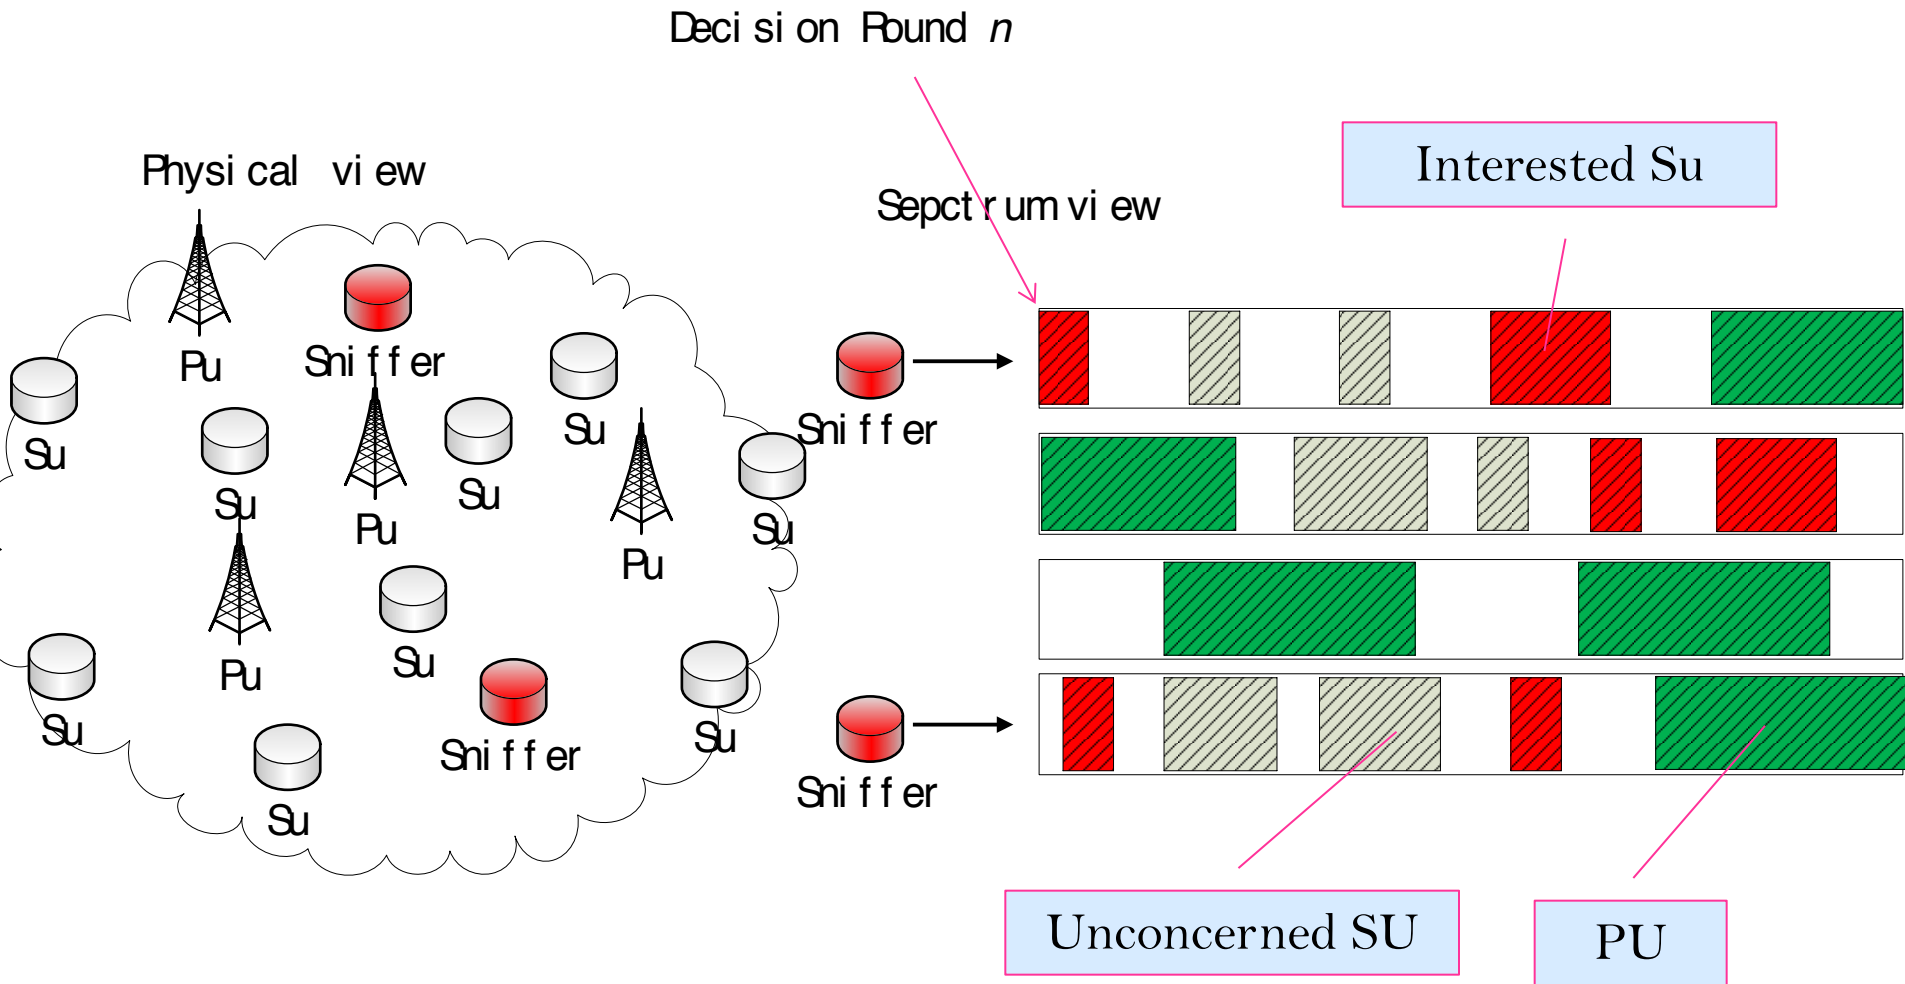 Decision Round n
Physical view
Sepctrum view
Interested Su
Pu
Sniffer
Su
Su
Su
Su
Pu
Su
Pu
Su
Sniffer
Pu
Su
Su
Sniffer
Su
Su
Sniffer
Unconcerned SU
PU